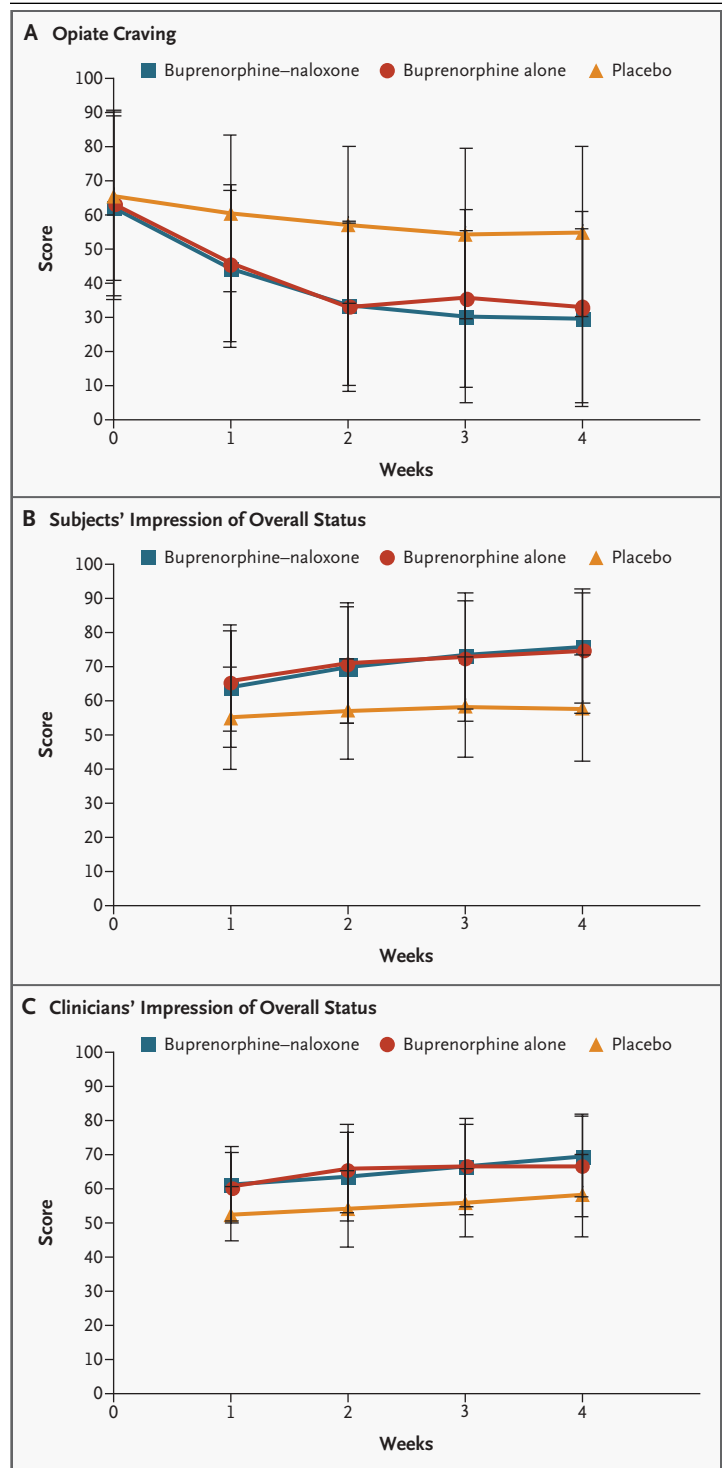 A Opiate Craving
Buprenorphine–naloxone Buprenorphine alone Placebo
100
90
80
70
60
50
40
30
20
10
0
Score
0 1 2 3 4
Weeks
B Subjects’ Impression of Overall Status
Buprenorphine–naloxone Buprenorphine alone Placebo
100
90
80
70
60
50
40
30
20
10
0
Score
0 1 2 3 4
Weeks
C Clinicians’ Impression of Overall Status
Buprenorphine–naloxone Buprenorphine alone Placebo
100
90
80
70
60
50
40
30
20
10
0
Score
0 1 2 3 4
Weeks